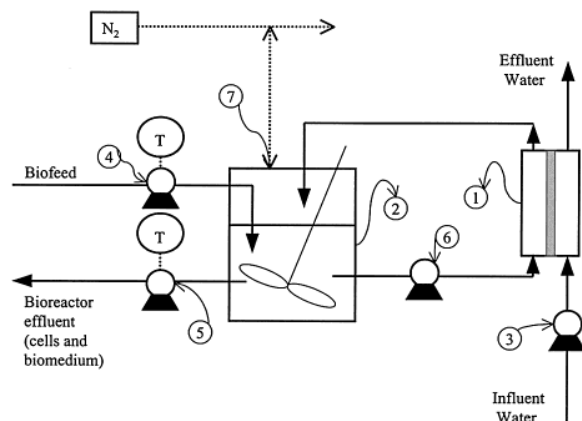 N2
Effluent
Water
7
T
4
Biofeed
1
2
T
6
Bioreactor
effluent
(cells and
biomedium)
5
3
Influent
Water